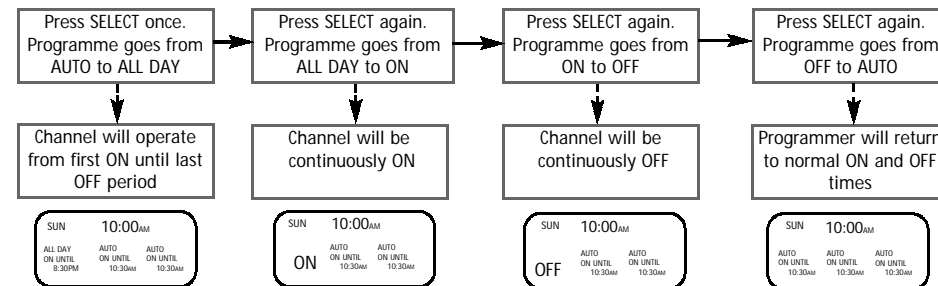 Press SELECT once.
Programme goes from
AUTO to ALL DAY
Press SELECT again.
Programme goes from
ALL DAY to ON
Press SELECT again.
Programme goes from
ON to OFF
Press SELECT again.
Programme goes from
OFF to AUTO
Channel will operate
from first ON until last
OFF period
Channel will be
continuously ON
Channel will be
continuously OFF
Programmer will return
to normal ON and OFF
times
SUN 10:00AM
ALL DAY AUTO AUTO
ON UNTIL ON UNTIL ON UNTIL
8:30PM 10:30AM 10:30AM
SUN 10:00AM
AUTO AUTO
ON ON UNTIL ON UNTIL
10:30AM 10:30AM
SUN 10:00AM
AUTO AUTO
OFF ON UNTIL ON UNTIL
10:30AM 10:30AM
SUN 10:00AM
AUTO AUTO AUTO
ON UNTIL ON UNTIL ON UNTIL
10:30AM 10:30AM 10:30AM